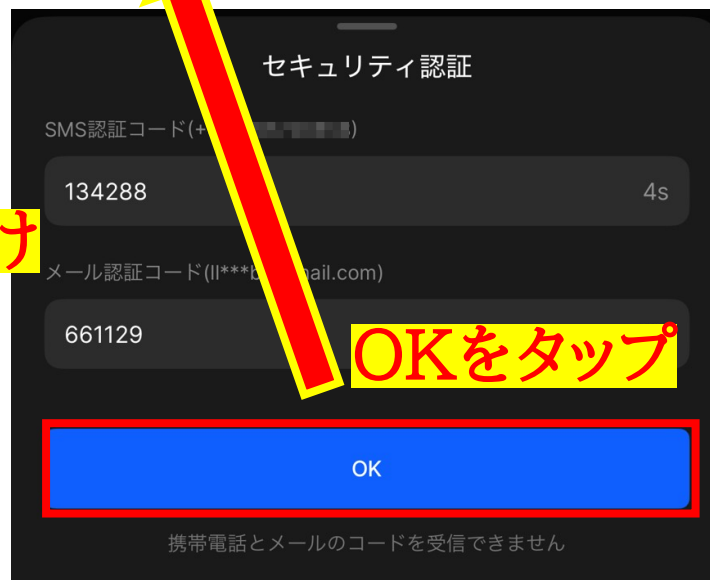 セキュリティ認証
SMS認証コード(+)
134288 4s
け
メール認証コード(ll***b ail.com)
661129
OKをタップ
OK
携帯電話とメールのコードを受信できません